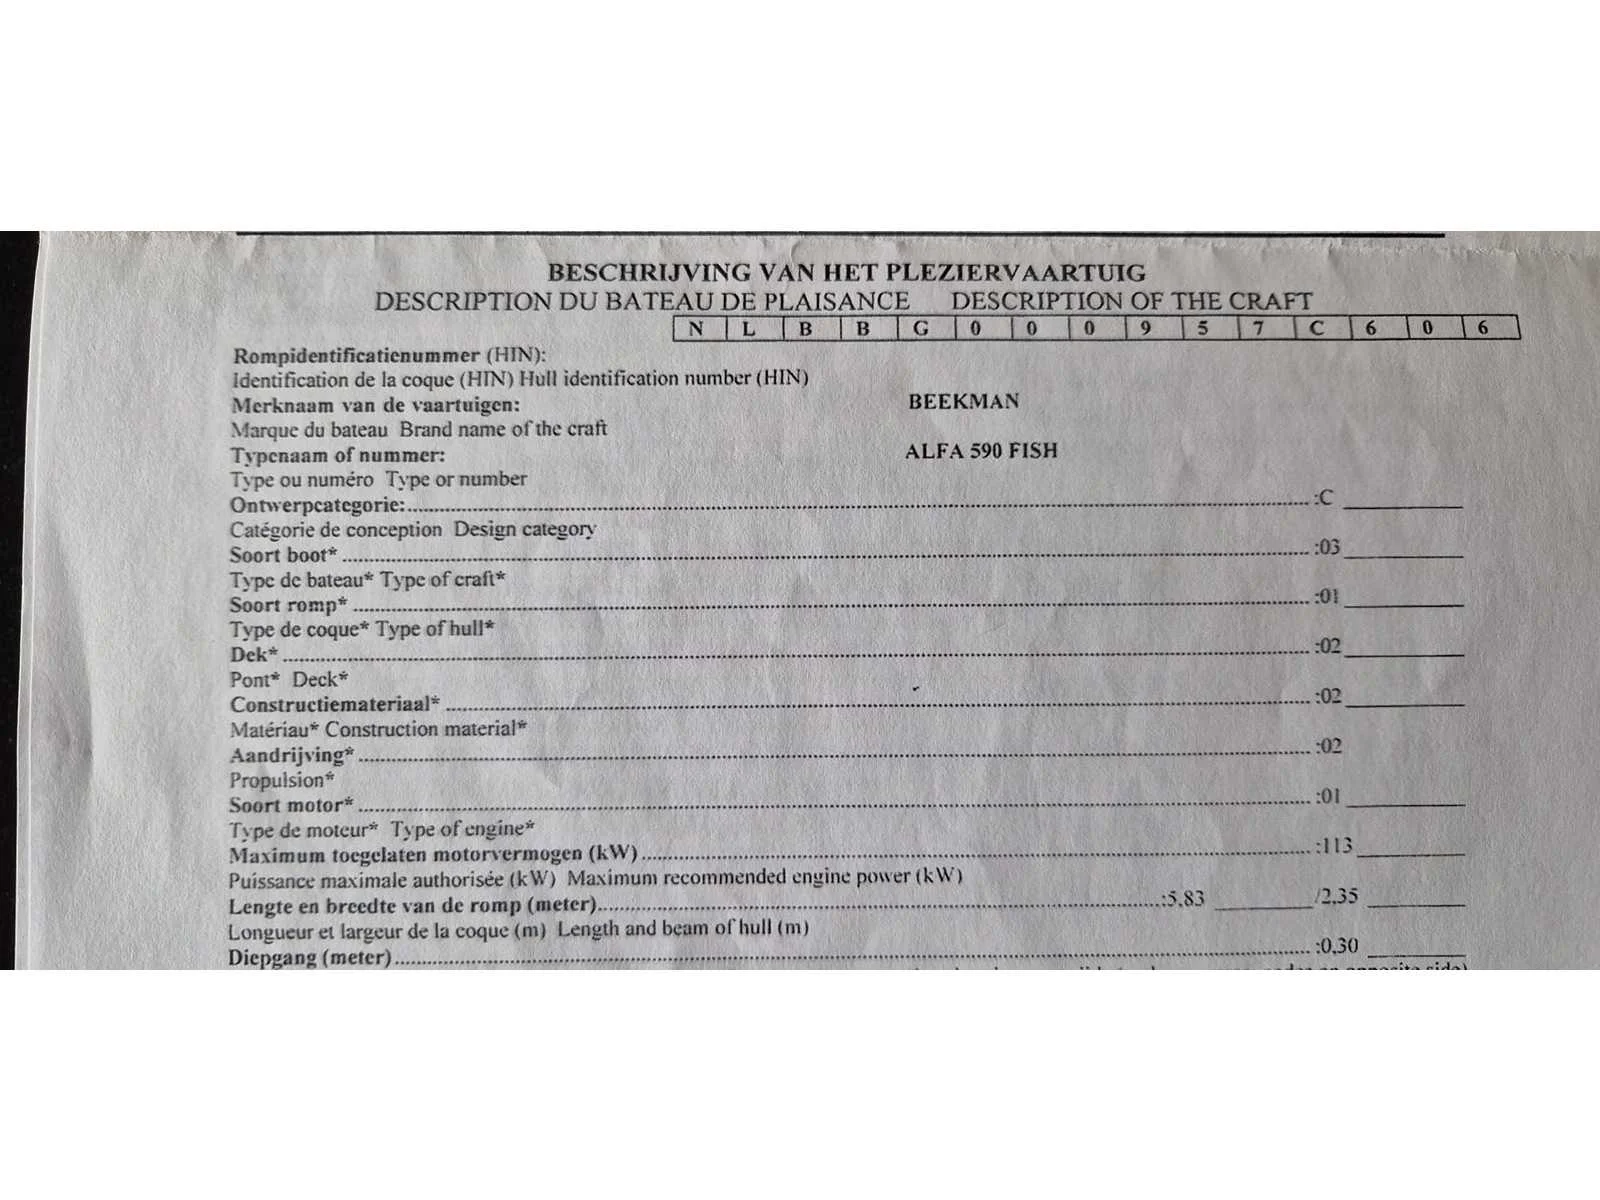 BESCHRIJVING VAN HET PLEZIERVAARTUIG
DESCRIPTION DU BATEAU DE PLAISANCE DESCRIPTION OF THE CRAFT
N L B B G 0 0 0 9 5 7 C 6 0 6
Rompidentificatienummer (HIN):
Identification de la coque (HIN) Hull identification number (HIN)
Merknaam van de vaartuigen: BEEKMAN
Marque du bateau Brand name of the craft
Typenaam of nummer: ALFA 590 FISH
Type ou numéro Type or number
Ontwerpcategorie: :C
Catégorie de conception Design category
Soort boot* :03
Type de bateau* Type of craft*
Soort romp* :01
Type de coque* Type of hull*
Dek* :02
Pont* Deck*
Constructiemateriaal* :02
Matériau* Construction material*
Aandrijving* :02
Propulsion*
Soort motor* :01
Type de moteur* Type of engine*
Maximum toegelaten motorvermogen (kW) :113
Puissance maximale authorisée (kW) Maximum recommended engine power (kW)
Lengte en breedte van de romp (meter) :5,83 /2,35
Longueur et largeur de la coque (m) Length and beam of hull (m)
Diepgang (meter) :0,30